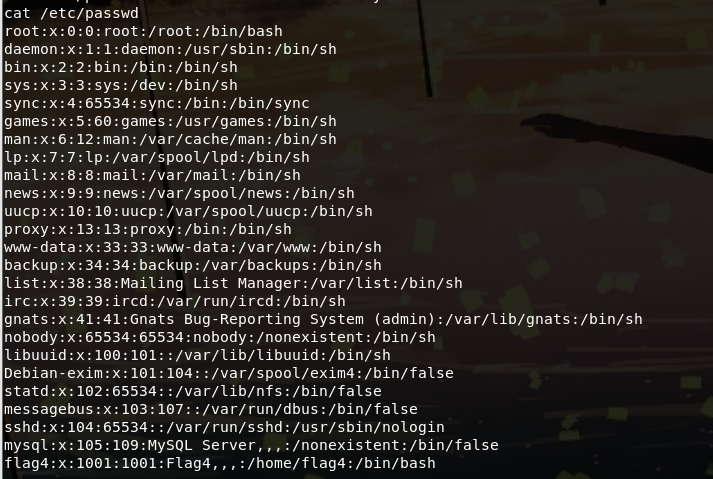 cat /etc/passwd
root:x:0:0:root:/root:/bin/bash
daemon:x:1:1:daemon:/usr/sbin:/bin/sh
bin:x:2:2:bin:/bin:/bin/sh
sys:x:3:3:sys:/dev:/bin/sh
sync:x:4:65534:sync:/bin:/bin/sync
games:x:5:60:games:/usr/games:/bin/sh
man:x:6:12:man:/var/cache/man:/bin/sh
lp:x:7:7:lp:/var/spool/lpd:/bin/sh
mail:x:8:8:mail:/var/mail:/bin/sh
news:x:9:9:news:/var/spool/news:/bin/sh
uucp:x:10:10:uucp:/var/spool/uucp:/bin/sh
proxy:x:13:13:proxy:/bin:/bin/sh
www-data:x:33:33:www-data:/var/www:/bin/sh
backup:x:34:34:backup:/var/backups:/bin/sh
list:x:38:38:Mailing List Manager:/var/list:/bin/sh
irc:x:39:39:ircd:/var/run/ircd:/bin/sh
gnats:x:41:41:Gnats Bug-Reporting System (admin):/var/lib/gnats:/bin/sh
nobody:x:65534:65534:nobody:/nonexistent:/bin/sh
libuuid:x:100:101::/var/lib/libuuid:/bin/sh
Debian-exim:x:101:104::/var/spool/exim4:/bin/false
statd:x:102:65534::/var/lib/nfs:/bin/false
messagebus:x:103:107::/var/run/dbus:/bin/false
sshd:x:104:65534::/var/run/sshd:/usr/sbin/nologin
mysql:x:105:109:MySQL Server,,,:/nonexistent:/bin/false
flag4:x:1001:1001:Flag4,,,:/home/flag4:/bin/bash